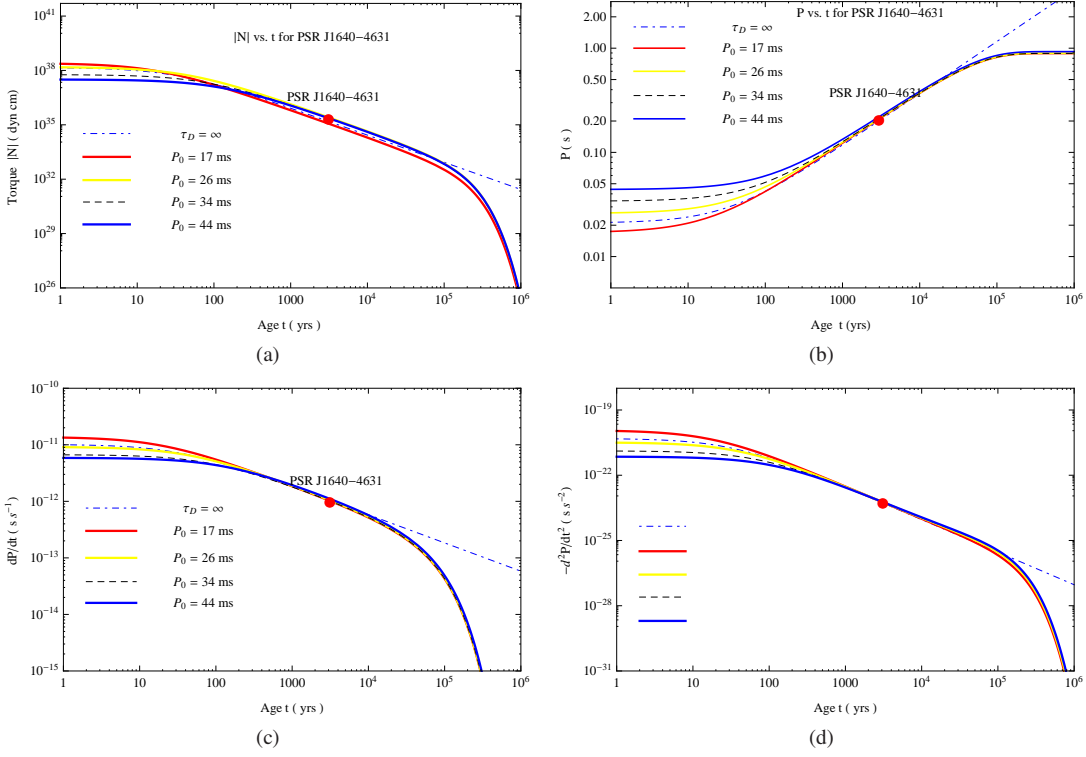 |N| vs. t for PSR J1640−4631
10^41
10^38
10^35
10^32
10^29
10^26
Torque |N| ( dyn cm)
PSR J1640−4631
τ_D = ∞
P_0 = 17 ms
P_0 = 26 ms
P_0 = 34 ms
P_0 = 44 ms
1 10 100 1000 10^4 10^5 10^6
Age t ( yrs)
(a)
P vs. t for PSR J1640−4631
2.00
1.00
0.50
0.20
0.10
0.05
0.02
0.01
P ( s )
τ_D = ∞
P_0 = 17 ms
P_0 = 26 ms
P_0 = 34 ms
P_0 = 44 ms
PSR J1640−4631
1 10 100 1000 10^4 10^5 10^6
Age t (yrs)
(b)
10^−10
10^−11
10^−12
10^−13
10^−14
10^−15
dP/dt ( s s^−1)
PSR J1640−4631
τ_D = ∞
P_0 = 17 ms
P_0 = 26 ms
P_0 = 34 ms
P_0 = 44 ms
1 10 100 1000 10^4 10^5 10^6
Age t ( yrs)
(c)
10^−19
10^−22
10^−25
10^−28
10^−31
−d^2P/dt^2 ( s s^−2)
1 10 100 1000 10^4 10^5 10^6
Age t ( yrs)
(d)